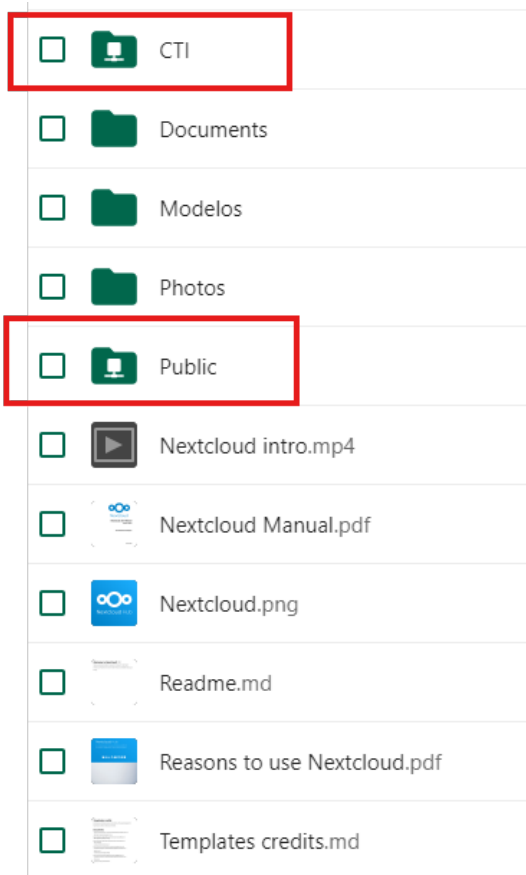 CTI
Documents
Modelos
Photos
Public
Nextcloud intro.mp4
Nextcloud Manual.pdf
Nextcloud.png
Readme.md
Reasons to use Nextcloud.pdf
Templates credits.md